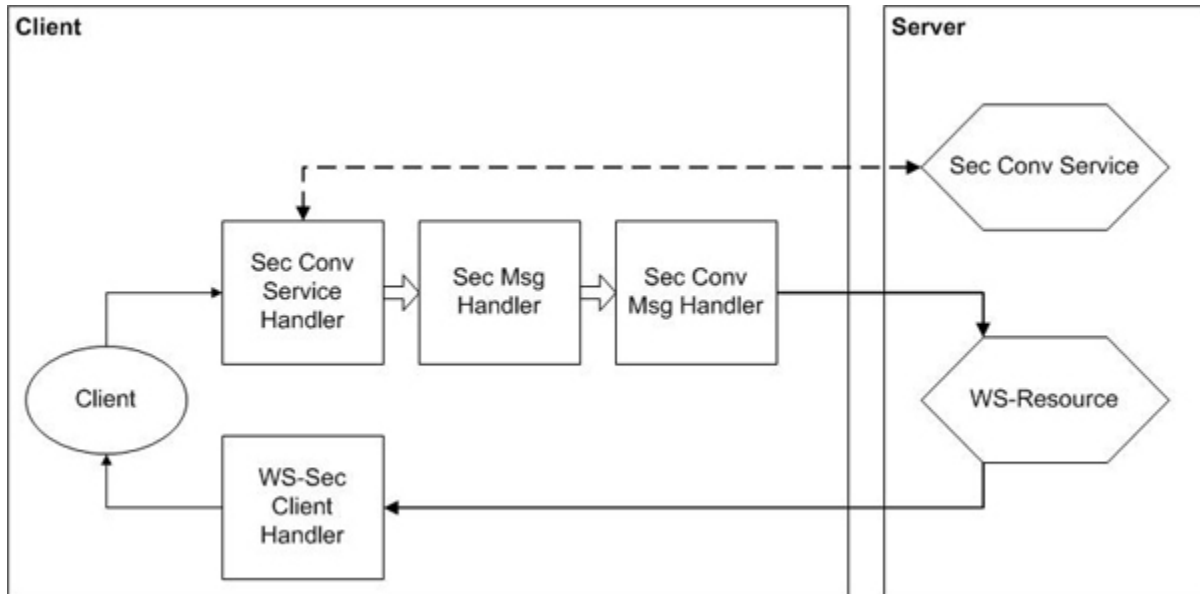 Client
Server
Sec Conv Service
Sec Conv
Service
Handler
Sec Msg
Handler
Sec Conv
Msg Handler
Client
WS-Resource
WS-Sec
Client
Handler